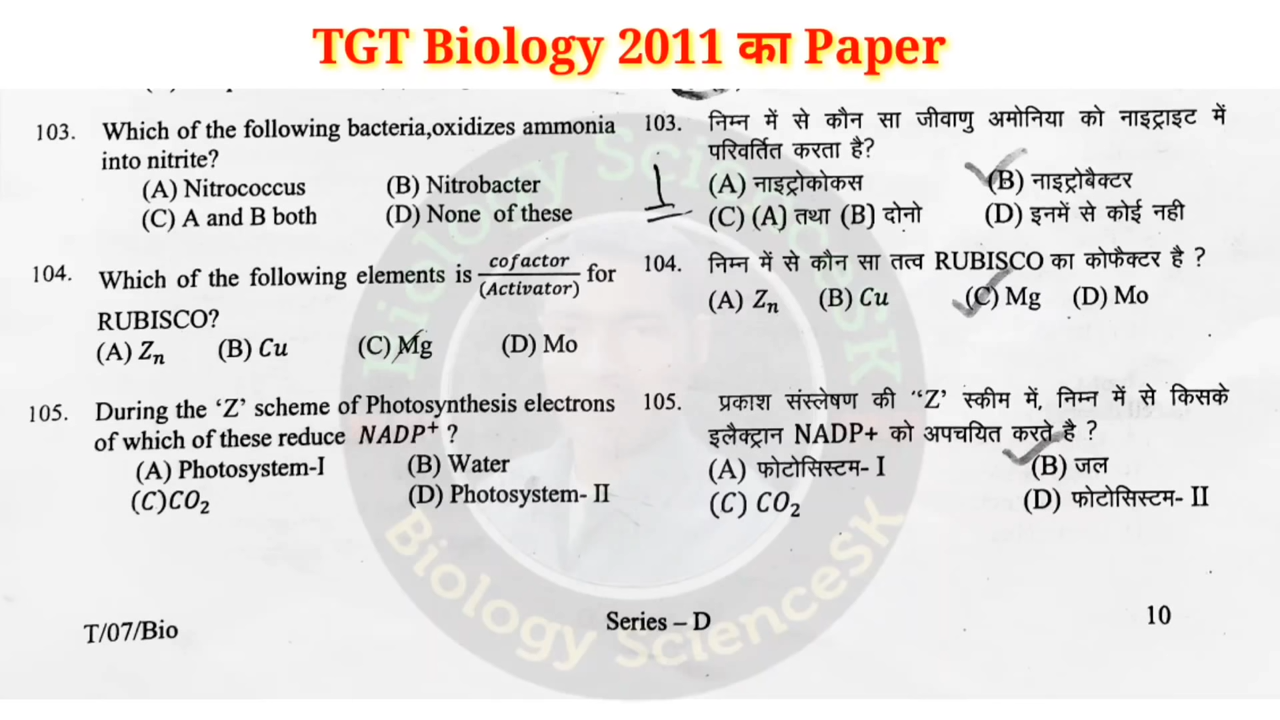 TGT Biology 2011 का Paper
103. Which of the following bacteria,oxidizes ammonia
into nitrite?
(A) Nitrococcus (B) Nitrobacter
(C) A and B both (D) None of these
104. Which of the following elements is cofactor/(Activator) for
RUBISCO?
(A) Zn (B) Cu (C) Mg (D) Mo
105. During the ‘Z’ scheme of Photosynthesis electrons
of which of these reduce NADP⁺ ?
(A) Photosystem-I (B) Water
(C)CO₂ (D) Photosystem- II
103. निम्न में से कौन सा जीवाणु अमोनिया को नाइट्राइट में
परिवर्तित करता है?
(A) नाइट्रोकोकस (B) नाइट्रोबैक्टर
(C) (A) तथा (B) दोनो (D) इनमें से कोई नही
104. निम्न में से कौन सा तत्व RUBISCO का कोफैक्टर है ?
(A) Zn (B) Cu (C) Mg (D) Mo
105. प्रकाश संस्लेषण की “Z’ स्कीम में, निम्न में से किसके
इलैक्ट्रान NADP+ को अपचयित करते है ?
(A) फोटोसिस्टम- I (B) जल
(C) CO₂ (D) फोटोसिस्टम- II
T/07/Bio Series – D 10
Biology ScienceSK
Biology ScienceSK